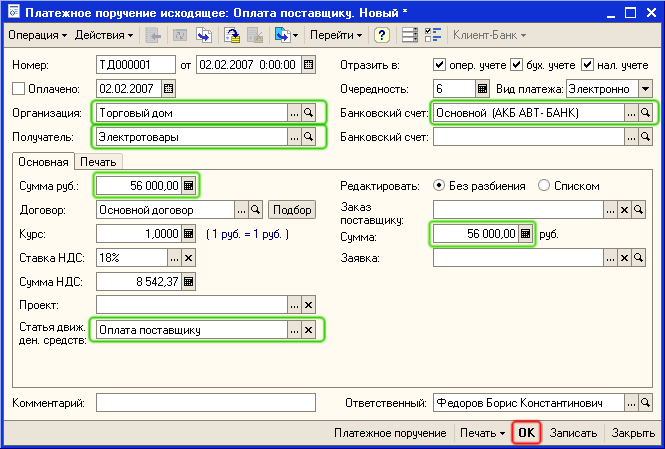 Платежное поручение исходящее: Оплата поставщику. Новый *
Операция Действия Перейти ? Клиент-Банк
Номер: ТД000001 от 02.02.2007 0:00:00 Отразить в: опер. учете бух. учете нал. учете
Оплачено: 02.02.2007 Очередность: 6 Вид платежа: Электронно
Организация: Торговый дом ... Банковский счет: Основной (АКБ АВТ-БАНК) ...
Получатель: Электротовары ... Банковский счет: ...
Основная Печать
Сумма руб.: 56 000,00 Редактировать: Без разбиения Списком
Договор: Основной договор ... Подбор Заказ поставщику: ...
Курс: 1,0000 ( 1 руб. = 1 руб. ) Сумма: 56 000,00 руб.
Ставка НДС: 18% ... Заявка: ...
Сумма НДС: 8 542,37
Проект: ...
Статья движ. ден. средств: Оплата поставщику ...
Комментарий: Ответственный: Федоров Борис Константинович ...
Платежное поручение Печать OK Записать Закрыть